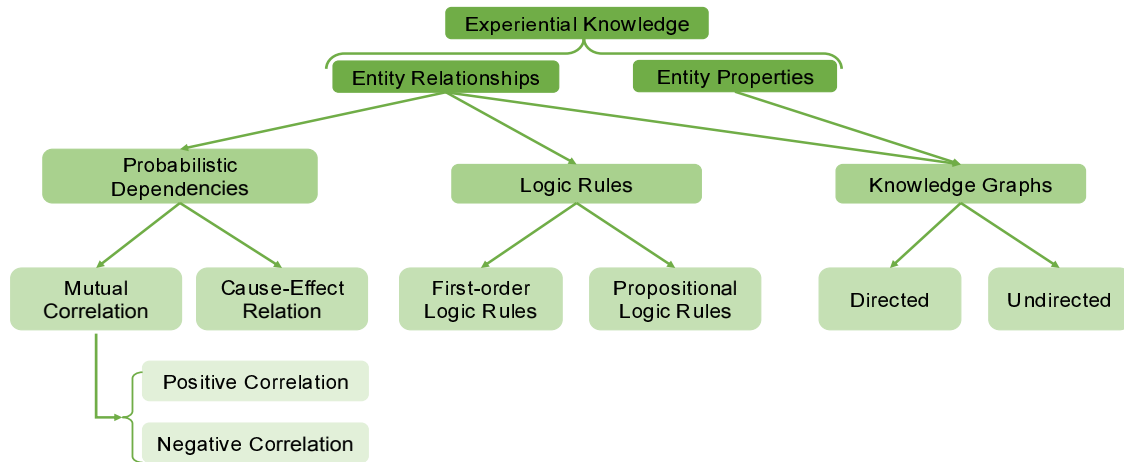 Experiential Knowledge
Entity Relationships
Entity Properties
Probabilistic
Dependencies
Logic Rules
Knowledge Graphs
Mutual
Correlation
Cause-Effect
Relation
First-order
Logic Rules
Propositional
Logic Rules
Directed
Undirected
Positive Correlation
Negative Correlation